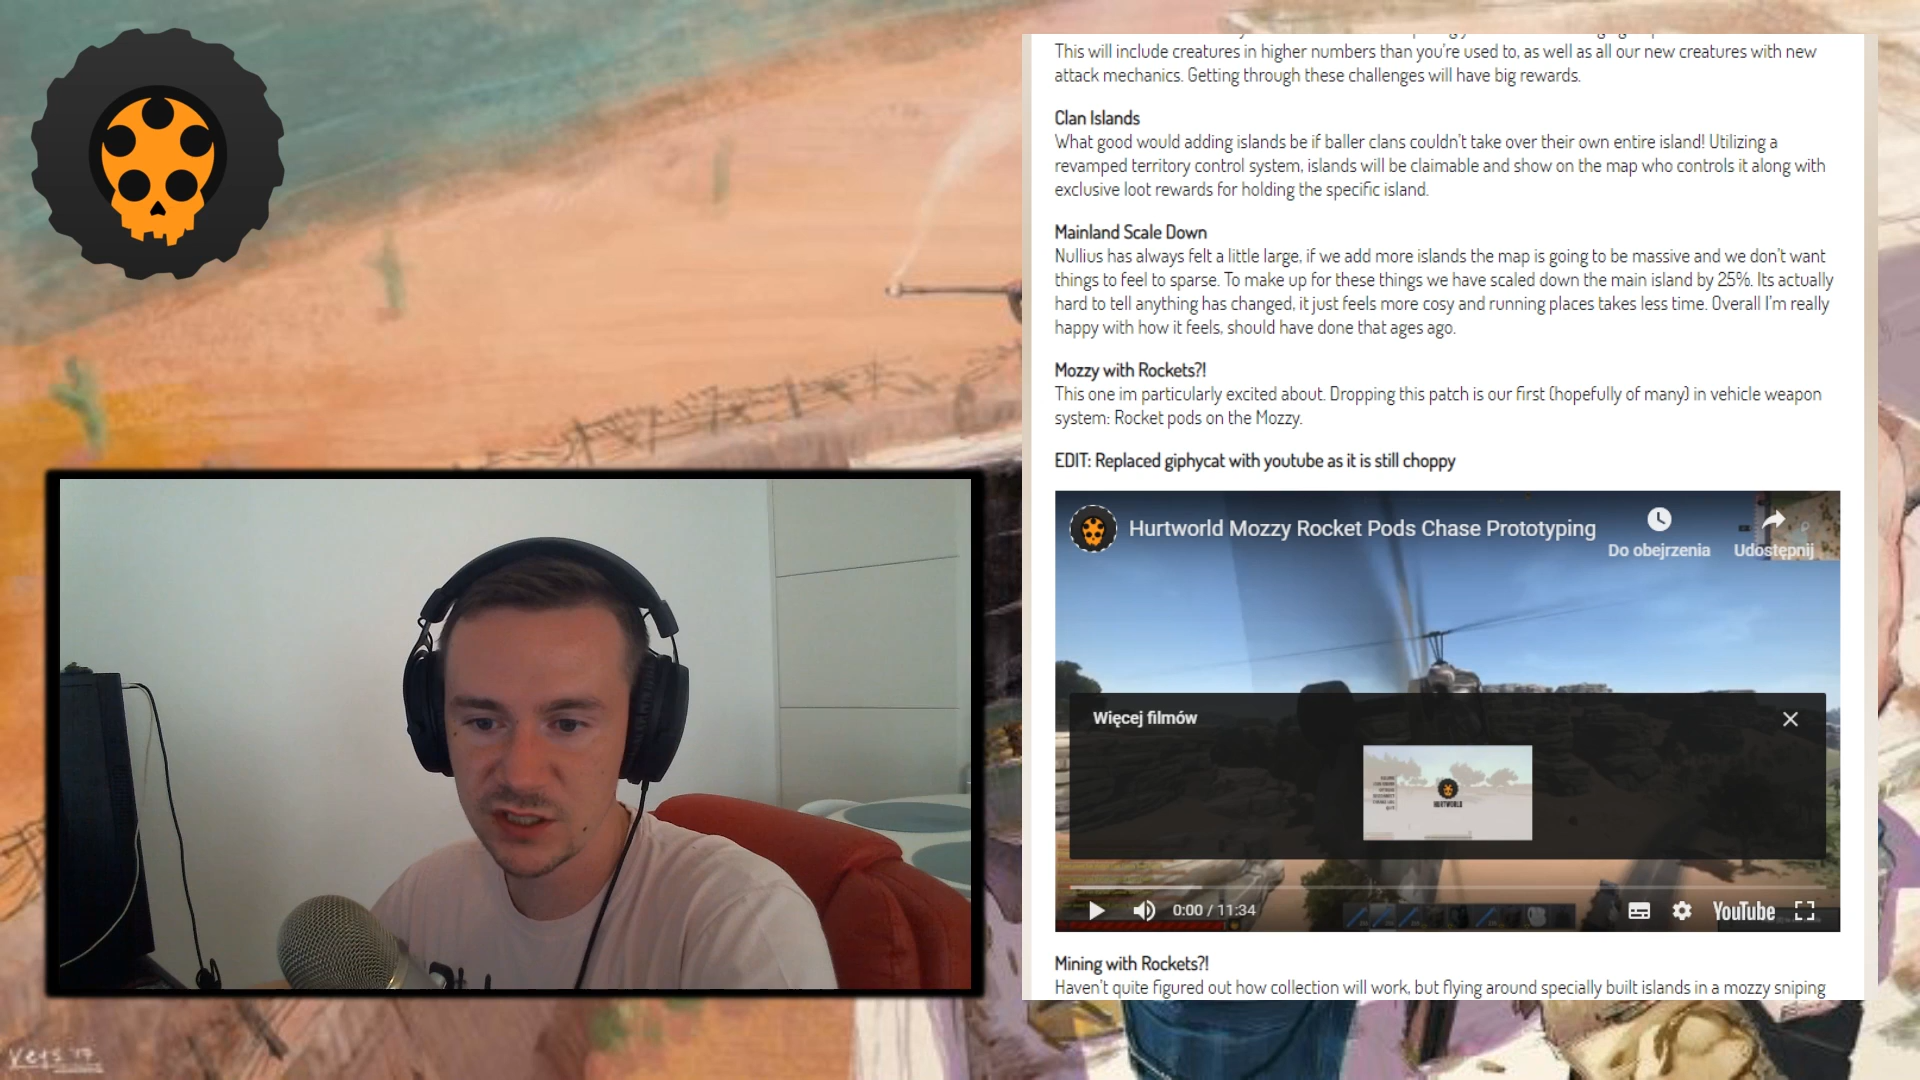 This will include creatures in higher numbers than you're used to, as well as all our new creatures with new
attack mechanics. Getting through these challenges will have big rewards.
Clan Islands
What good would adding islands be if baller clans couldn't take over their own entire island! Utilizing a
revamped territory control system, islands will be claimable and show on the map who controls it along with
exclusive loot rewards for holding the specific island.
Mainland Scale Down
Nullius has always felt a little large, if we add more islands the map is going to be massive and we don't want
things to feel to sparse. To make up for these things we have scaled down the main island by 25%. Its actually
hard to tell anything has changed, it just feels more cosy and running places takes less time. Overall I'm really
happy with how it feels, should have done that ages ago.
Mozzy with Rockets?!
This one im particularly excited about. Dropping this patch is our first (hopefully of many) in vehicle weapon
system: Rocket pods on the Mozzy.
EDIT: Replaced giphycat with youtube as it is still choppy
Hurtworld Mozzy Rocket Pods Chase Prototyping
Do obejrzenia
Udostępnij
Więcej filmów
HURTWORLD
0:00 / 11:34
YouTube
Mining with Rockets?!
Haven't quite figured out how collection will work, but flying around specially built islands in a mozzy sniping